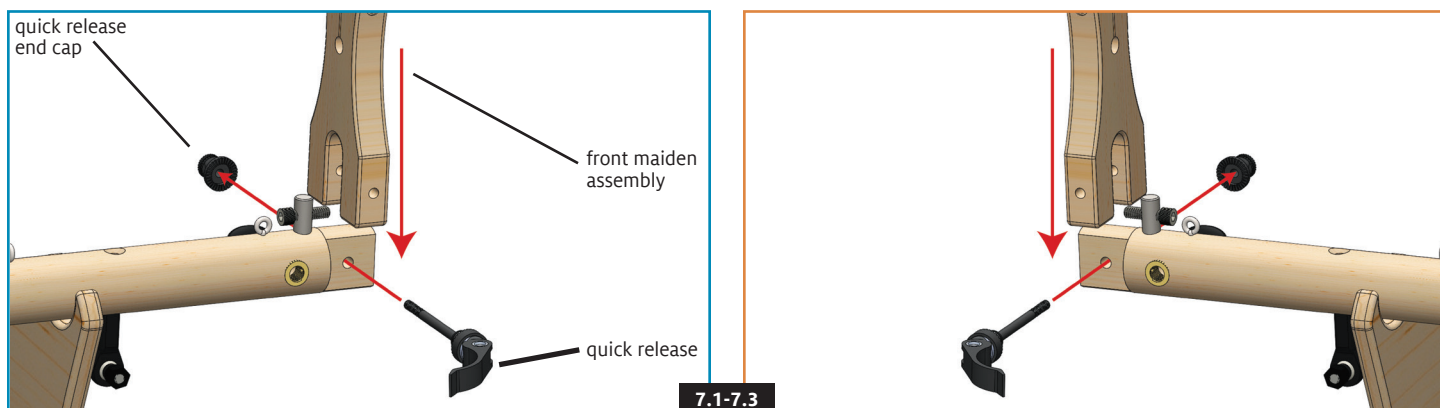 quick release
end cap
front maiden
assembly
quick release
7.1-7.3